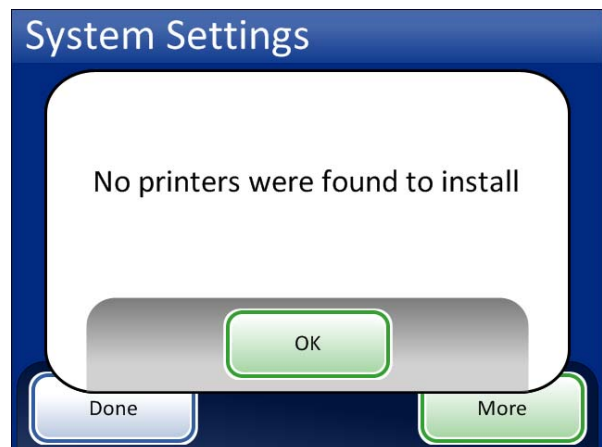 System Settings
No printers were found to install
OK
Done
More